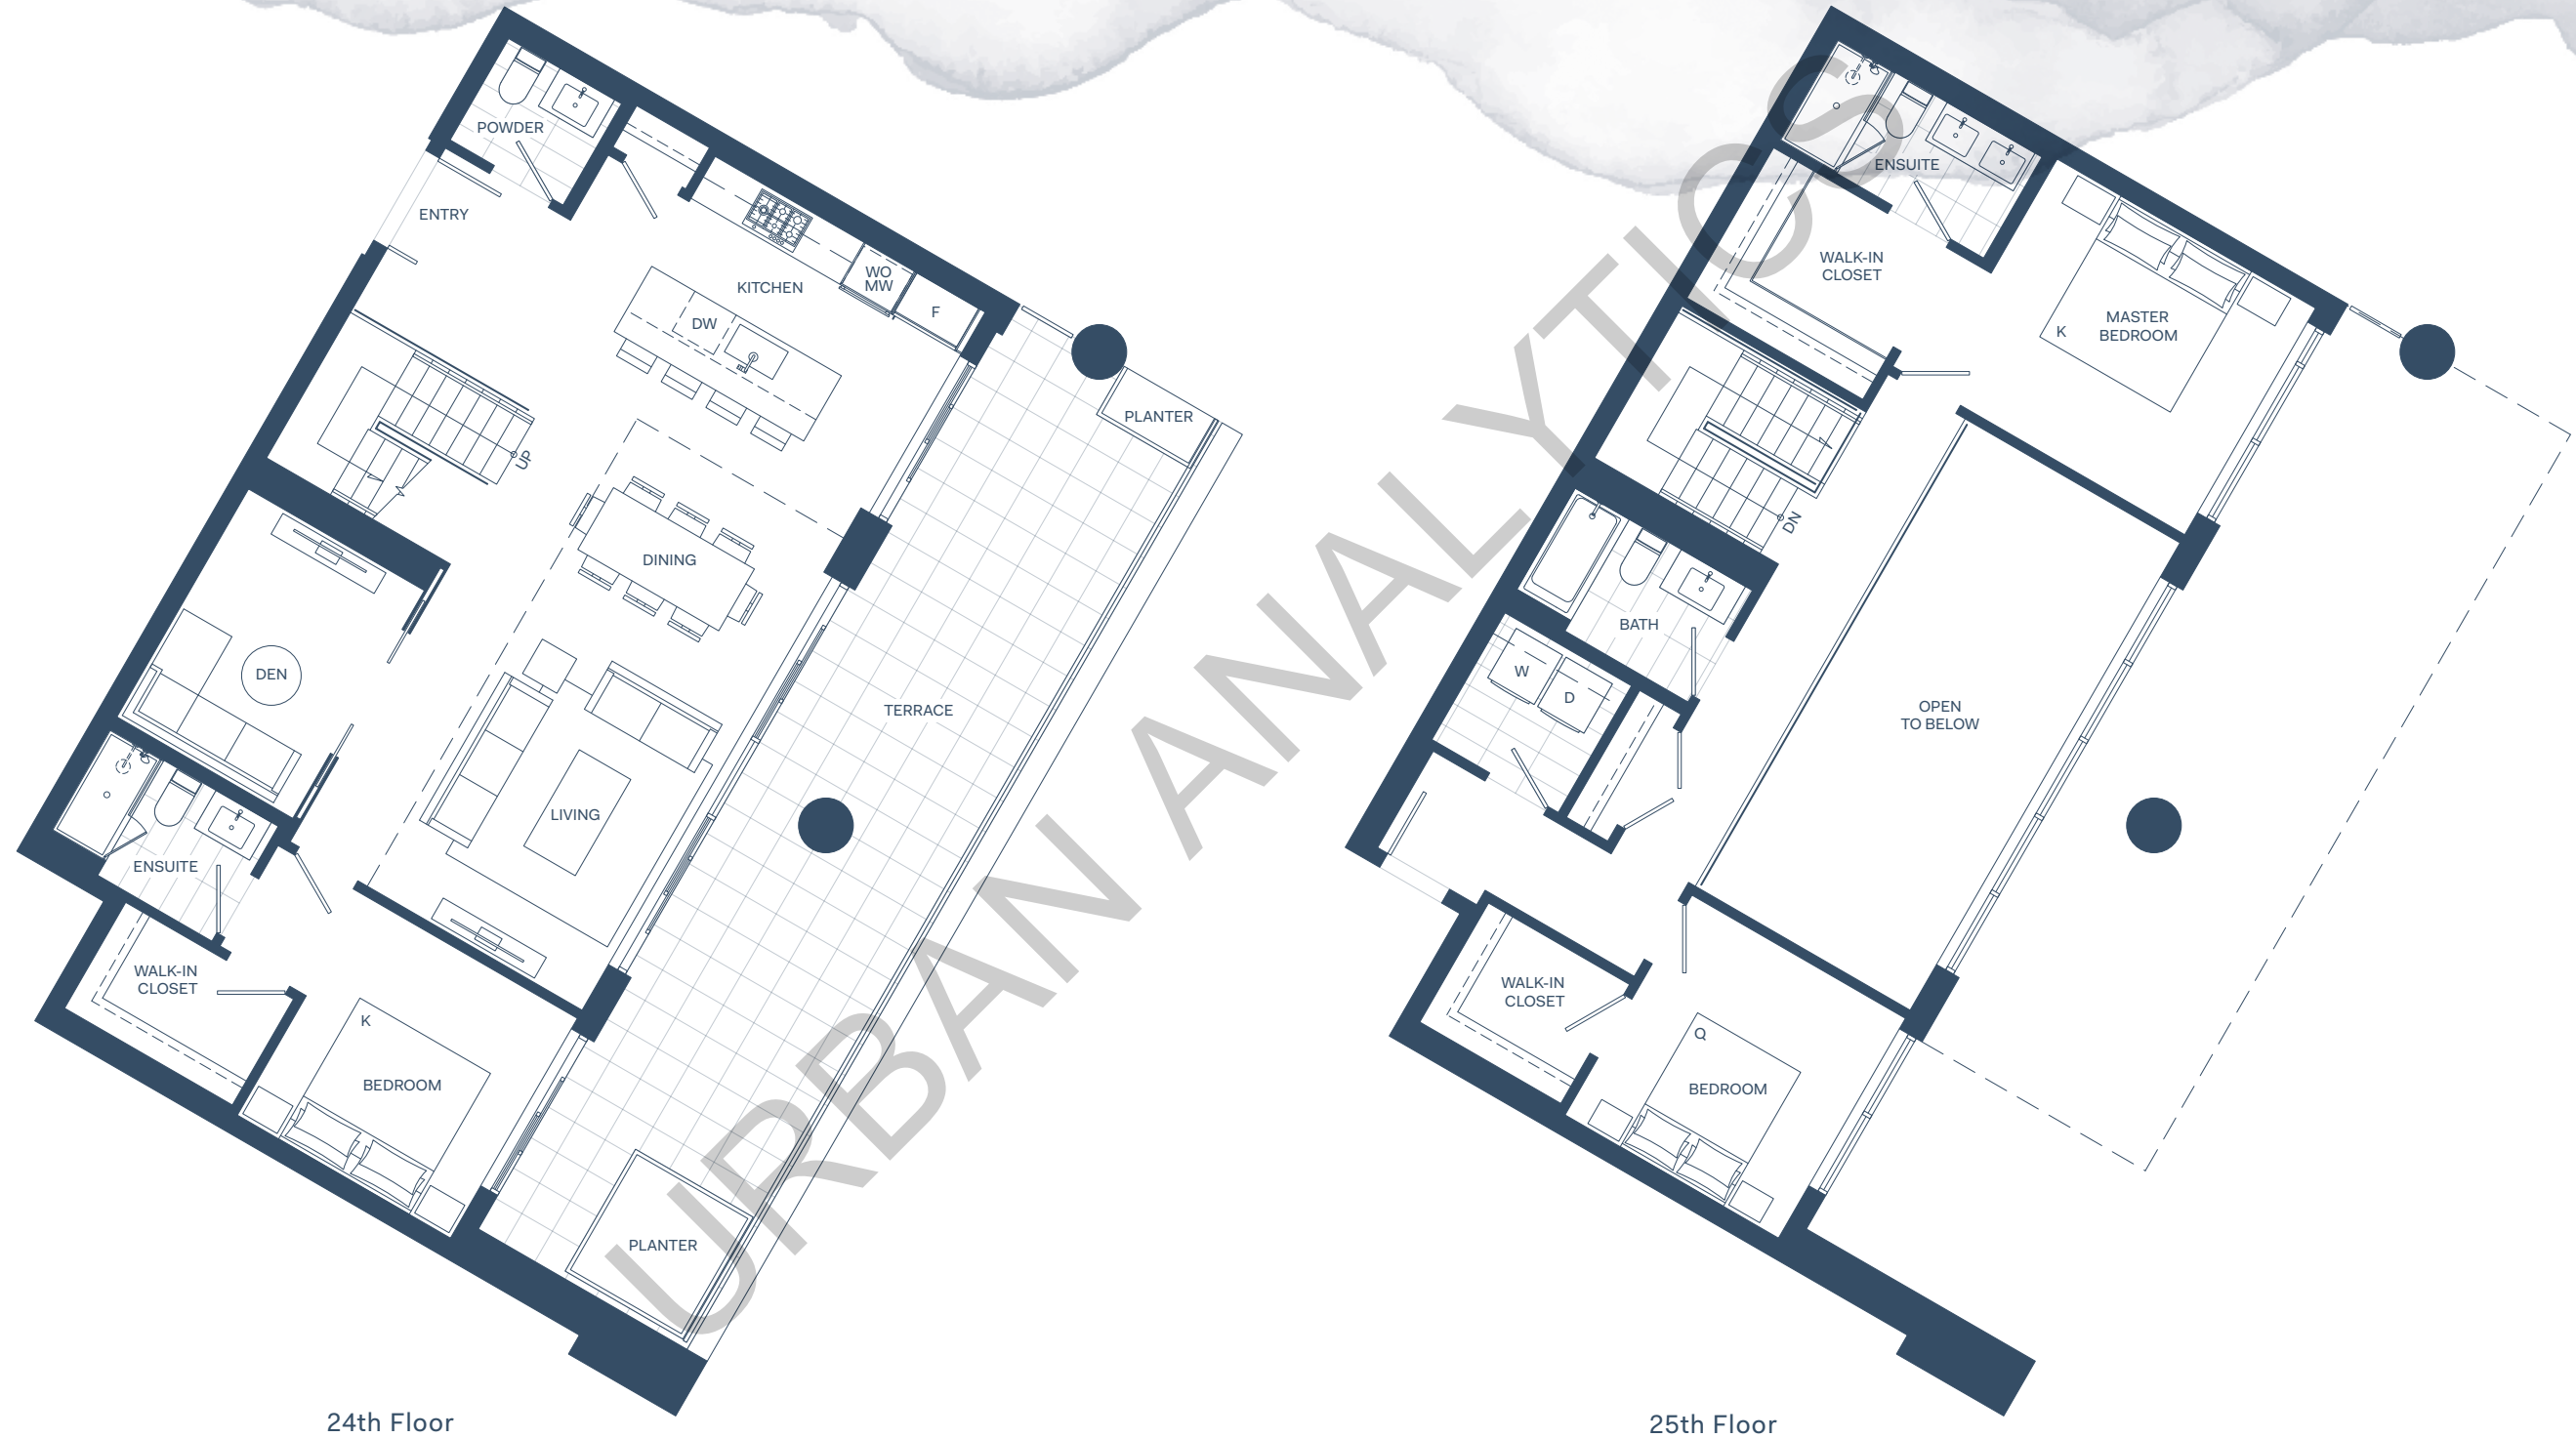 POWDER
ENTRY
KITCHEN
WO
MW
F
DW
PLANTER
UP
DINING
DEN
TERRACE
LIVING
ENSUITE
WALK-IN
CLOSET
K
BEDROOM
PLANTER
24th Floor
ENSUITE
WALK-IN
CLOSET
MASTER
BEDROOM
K
DN
BATH
W
D
OPEN
TO BELOW
WALK-IN
CLOSET
Q
BEDROOM
25th Floor
URBAN ANALYTICS